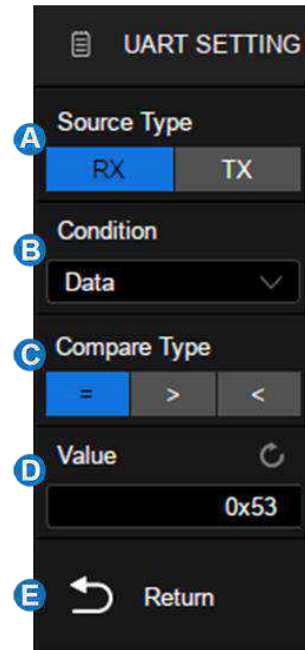 UART SETTING
A
Source Type
RX TX
B
Condition
Data
C
Compare Type
= > <
D
Value
0x53
E
Return